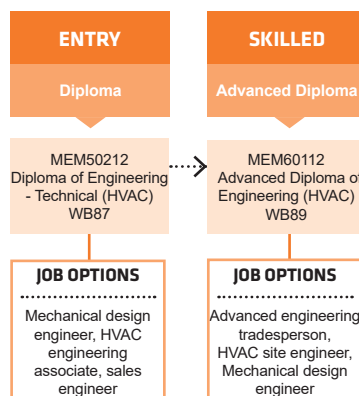 ENTRY
Diploma
MEM50212
Diploma of Engineering
- Technical (HVAC)
WB87
JOB OPTIONS
Mechanical design
engineer, HVAC
engineering
associate, sales
engineer
SKILLED
Advanced Diploma
MEM60112
Advanced Diploma of
Engineering (HVAC)
WB89
JOB OPTIONS
Advanced engineering
tradesperson,
HVAC site engineer,
Mechanical design
engineer